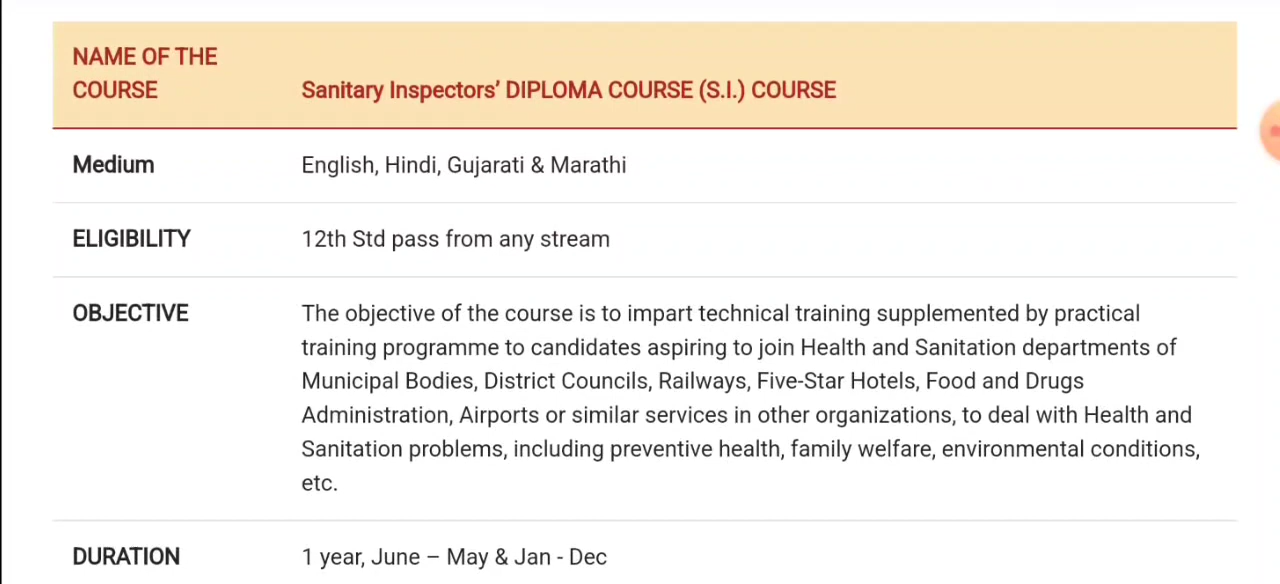 NAME OF THE
COURSE
Sanitary Inspectors’ DIPLOMA COURSE (S.I.) COURSE
Medium
English, Hindi, Gujarati & Marathi
ELIGIBILITY
12th Std pass from any stream
OBJECTIVE
The objective of the course is to impart technical training supplemented by practical
training programme to candidates aspiring to join Health and Sanitation departments of
Municipal Bodies, District Councils, Railways, Five-Star Hotels, Food and Drugs
Administration, Airports or similar services in other organizations, to deal with Health and
Sanitation problems, including preventive health, family welfare, environmental conditions,
etc.
DURATION
1 year, June – May & Jan - Dec